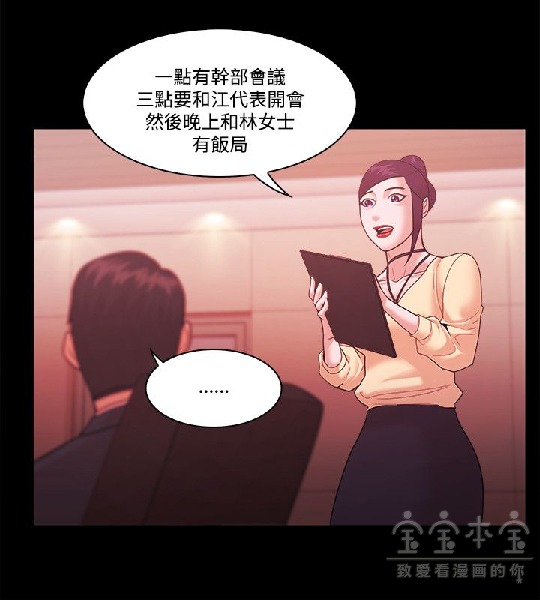 一點有幹部會議
三點要和江代表開會
然後晚上和林女士
有飯局
......
宝宝本宝
致爱看漫画的你